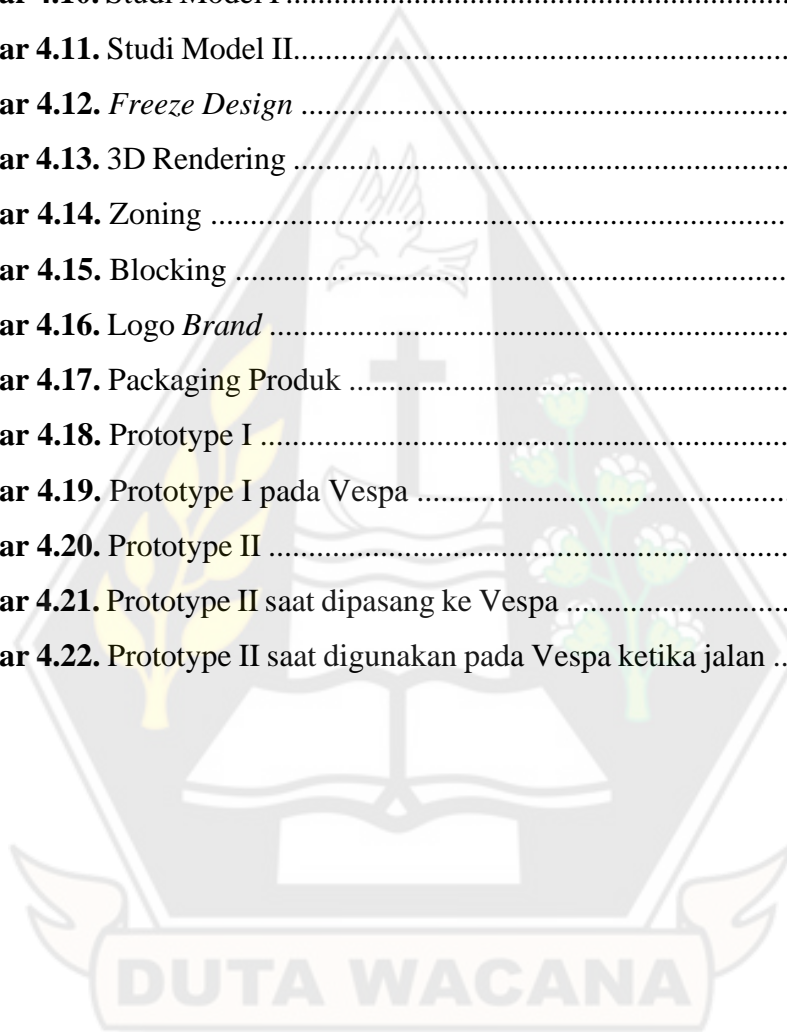 ar 4.10. Studi Model I
ar 4.11. Studi Model II..........................................................
ar 4.12. Freeze Design ..........................................................
ar 4.13. 3D Rendering ..........................................................
ar 4.14. Zoning ..........................................................
ar 4.15. Blocking ..........................................................
ar 4.16. Logo Brand ..........................................................
ar 4.17. Packaging Produk ..........................................................
ar 4.18. Prototype I ..........................................................
ar 4.19. Prototype I pada Vespa ..........................................................
ar 4.20. Prototype II ..........................................................
ar 4.21. Prototype II saat dipasang ke Vespa ..............................
ar 4.22. Prototype II saat digunakan pada Vespa ketika jalan ..
DUTA WACANA